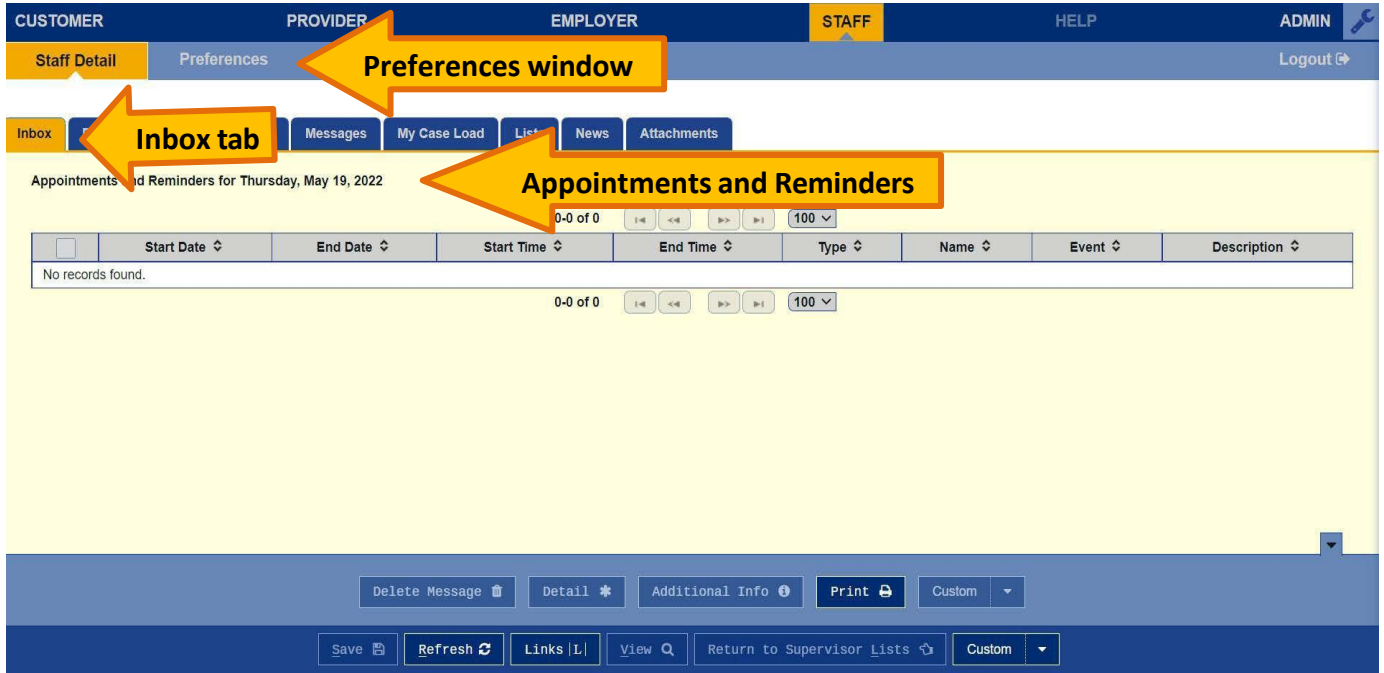 CUSTOMER PROVIDER EMPLOYER STAFF HELP ADMIN
Staff Detail Preferences Preferences window Logout
Inbox Inbox tab Messages My Case Load Lists News Attachments
Appointments and Reminders for Thursday, May 19, 2022 Appointments and Reminders
0-0 of 0 100
Start Date End Date Start Time End Time Type Name Event Description
No records found.
0-0 of 0 100
Delete Message Detail Additional Info Print Custom
Save Refresh Links |L| View Return to Supervisor Lists Custom